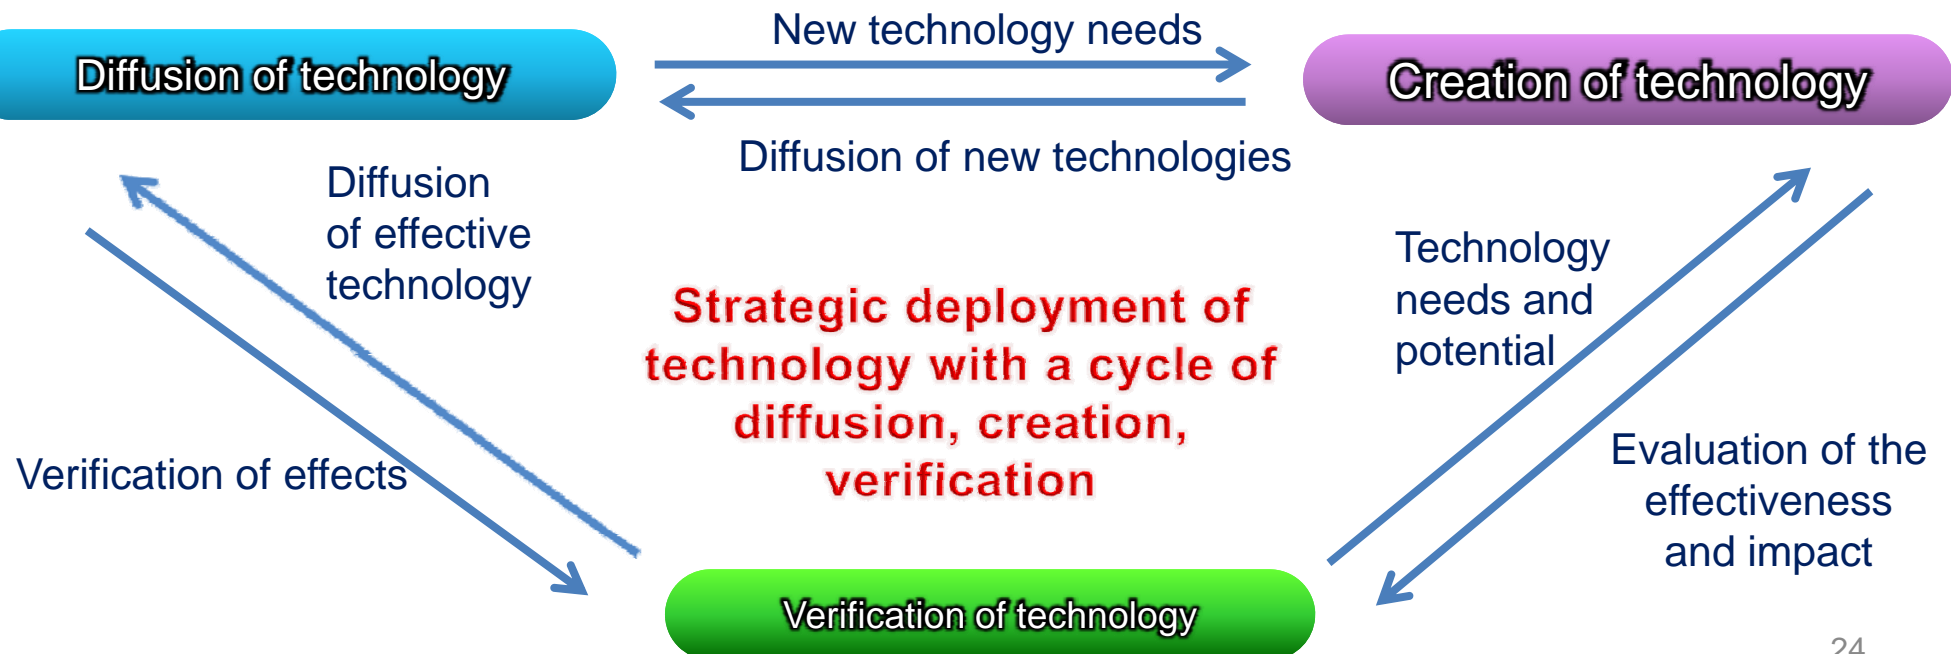 New technology needs
Diffusion of technology
Creation of technology
Diffusion of new technologies
Diffusion
of effective
technology
Technology
needs and
potential
Strategic deployment of
technology with a cycle of
diffusion, creation,
verification
Verification of effects
Evaluation of the
effectiveness
and impact
Verification of technology
24